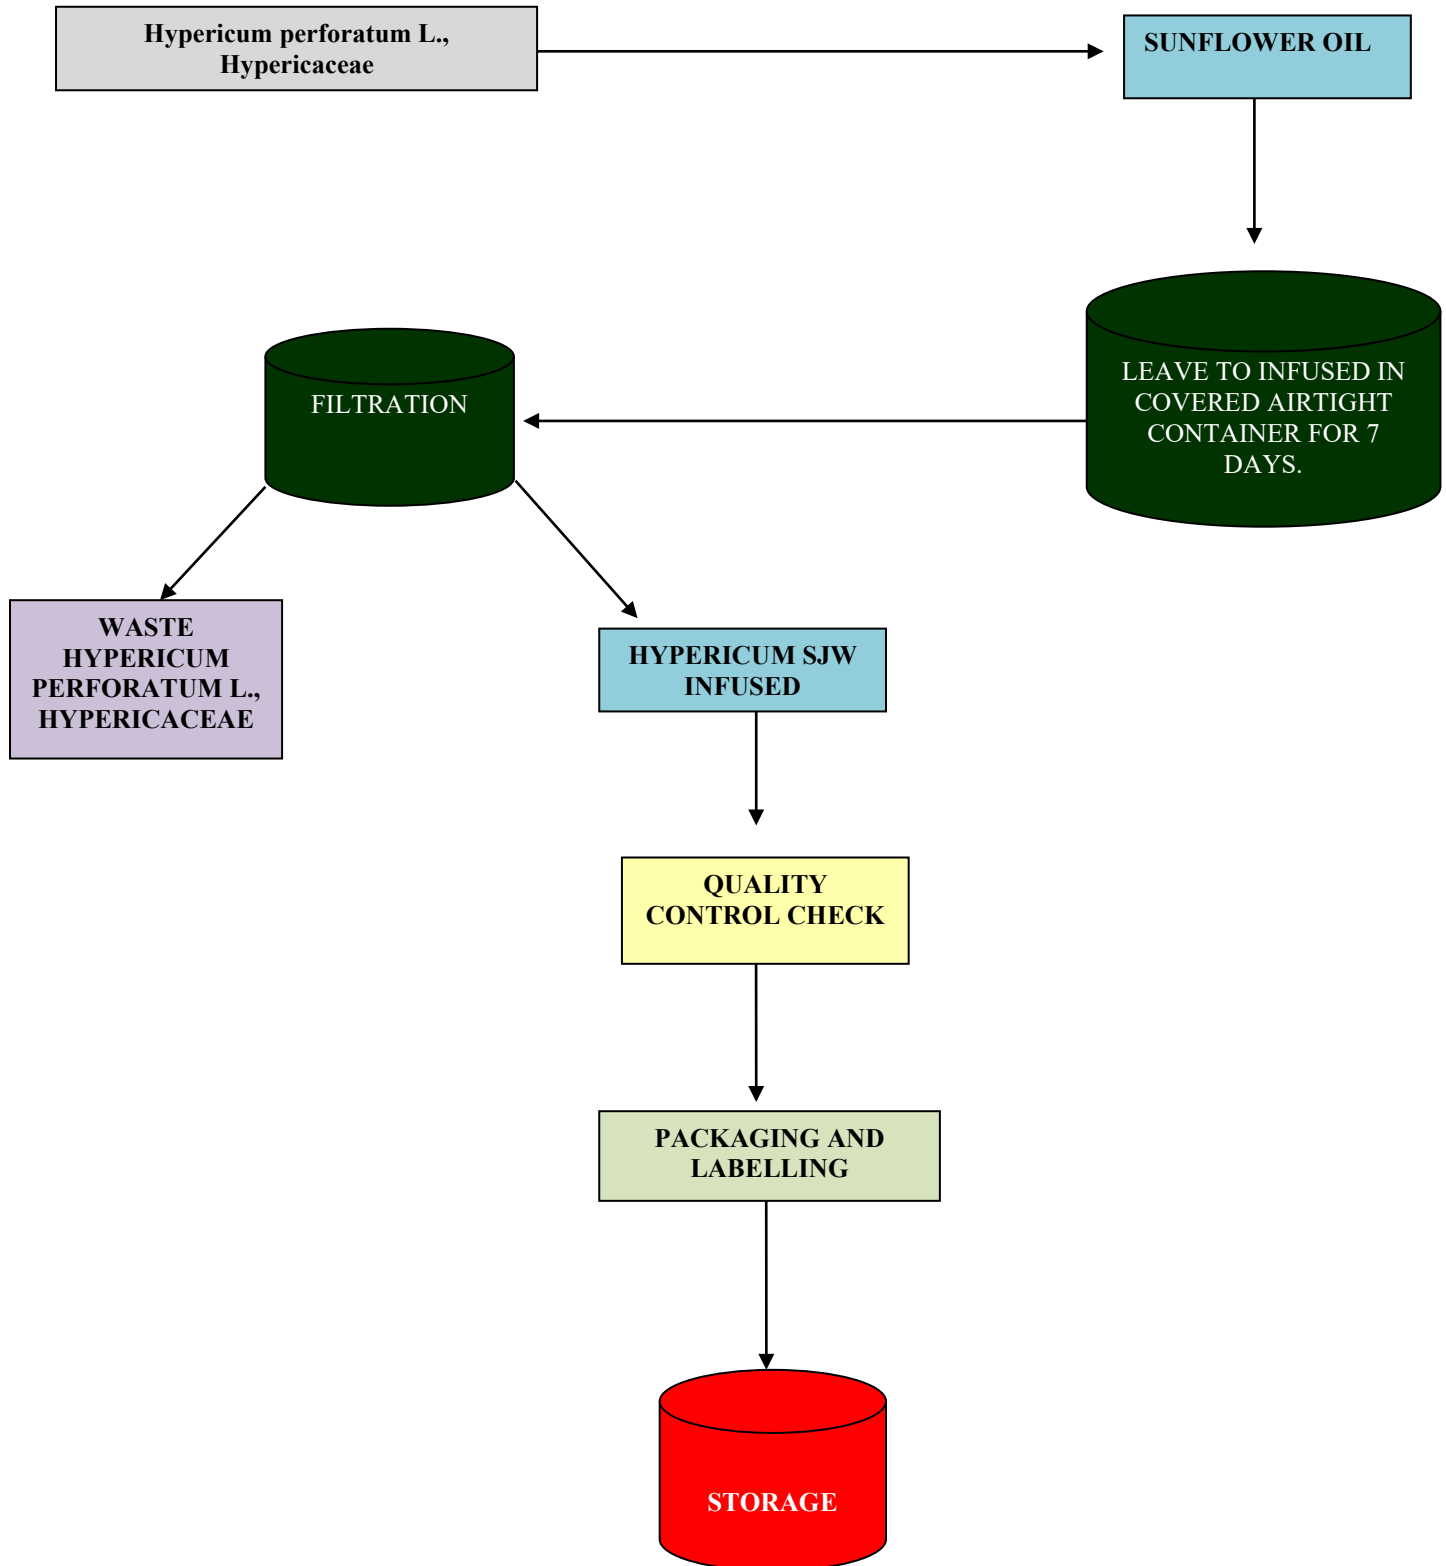 Hypericum perforatum L.,
Hypericaceae
SUNFLOWER OIL
LEAVE TO INFUSED IN
COVERED AIRTIGHT
CONTAINER FOR 7
DAYS.
FILTRATION
WASTE
HYPERICUM
PERFORATUM L.,
HYPERICACEAE
HYPERICUM SJW
INFUSED
QUALITY
CONTROL CHECK
PACKAGING AND
LABELLING
STORAGE